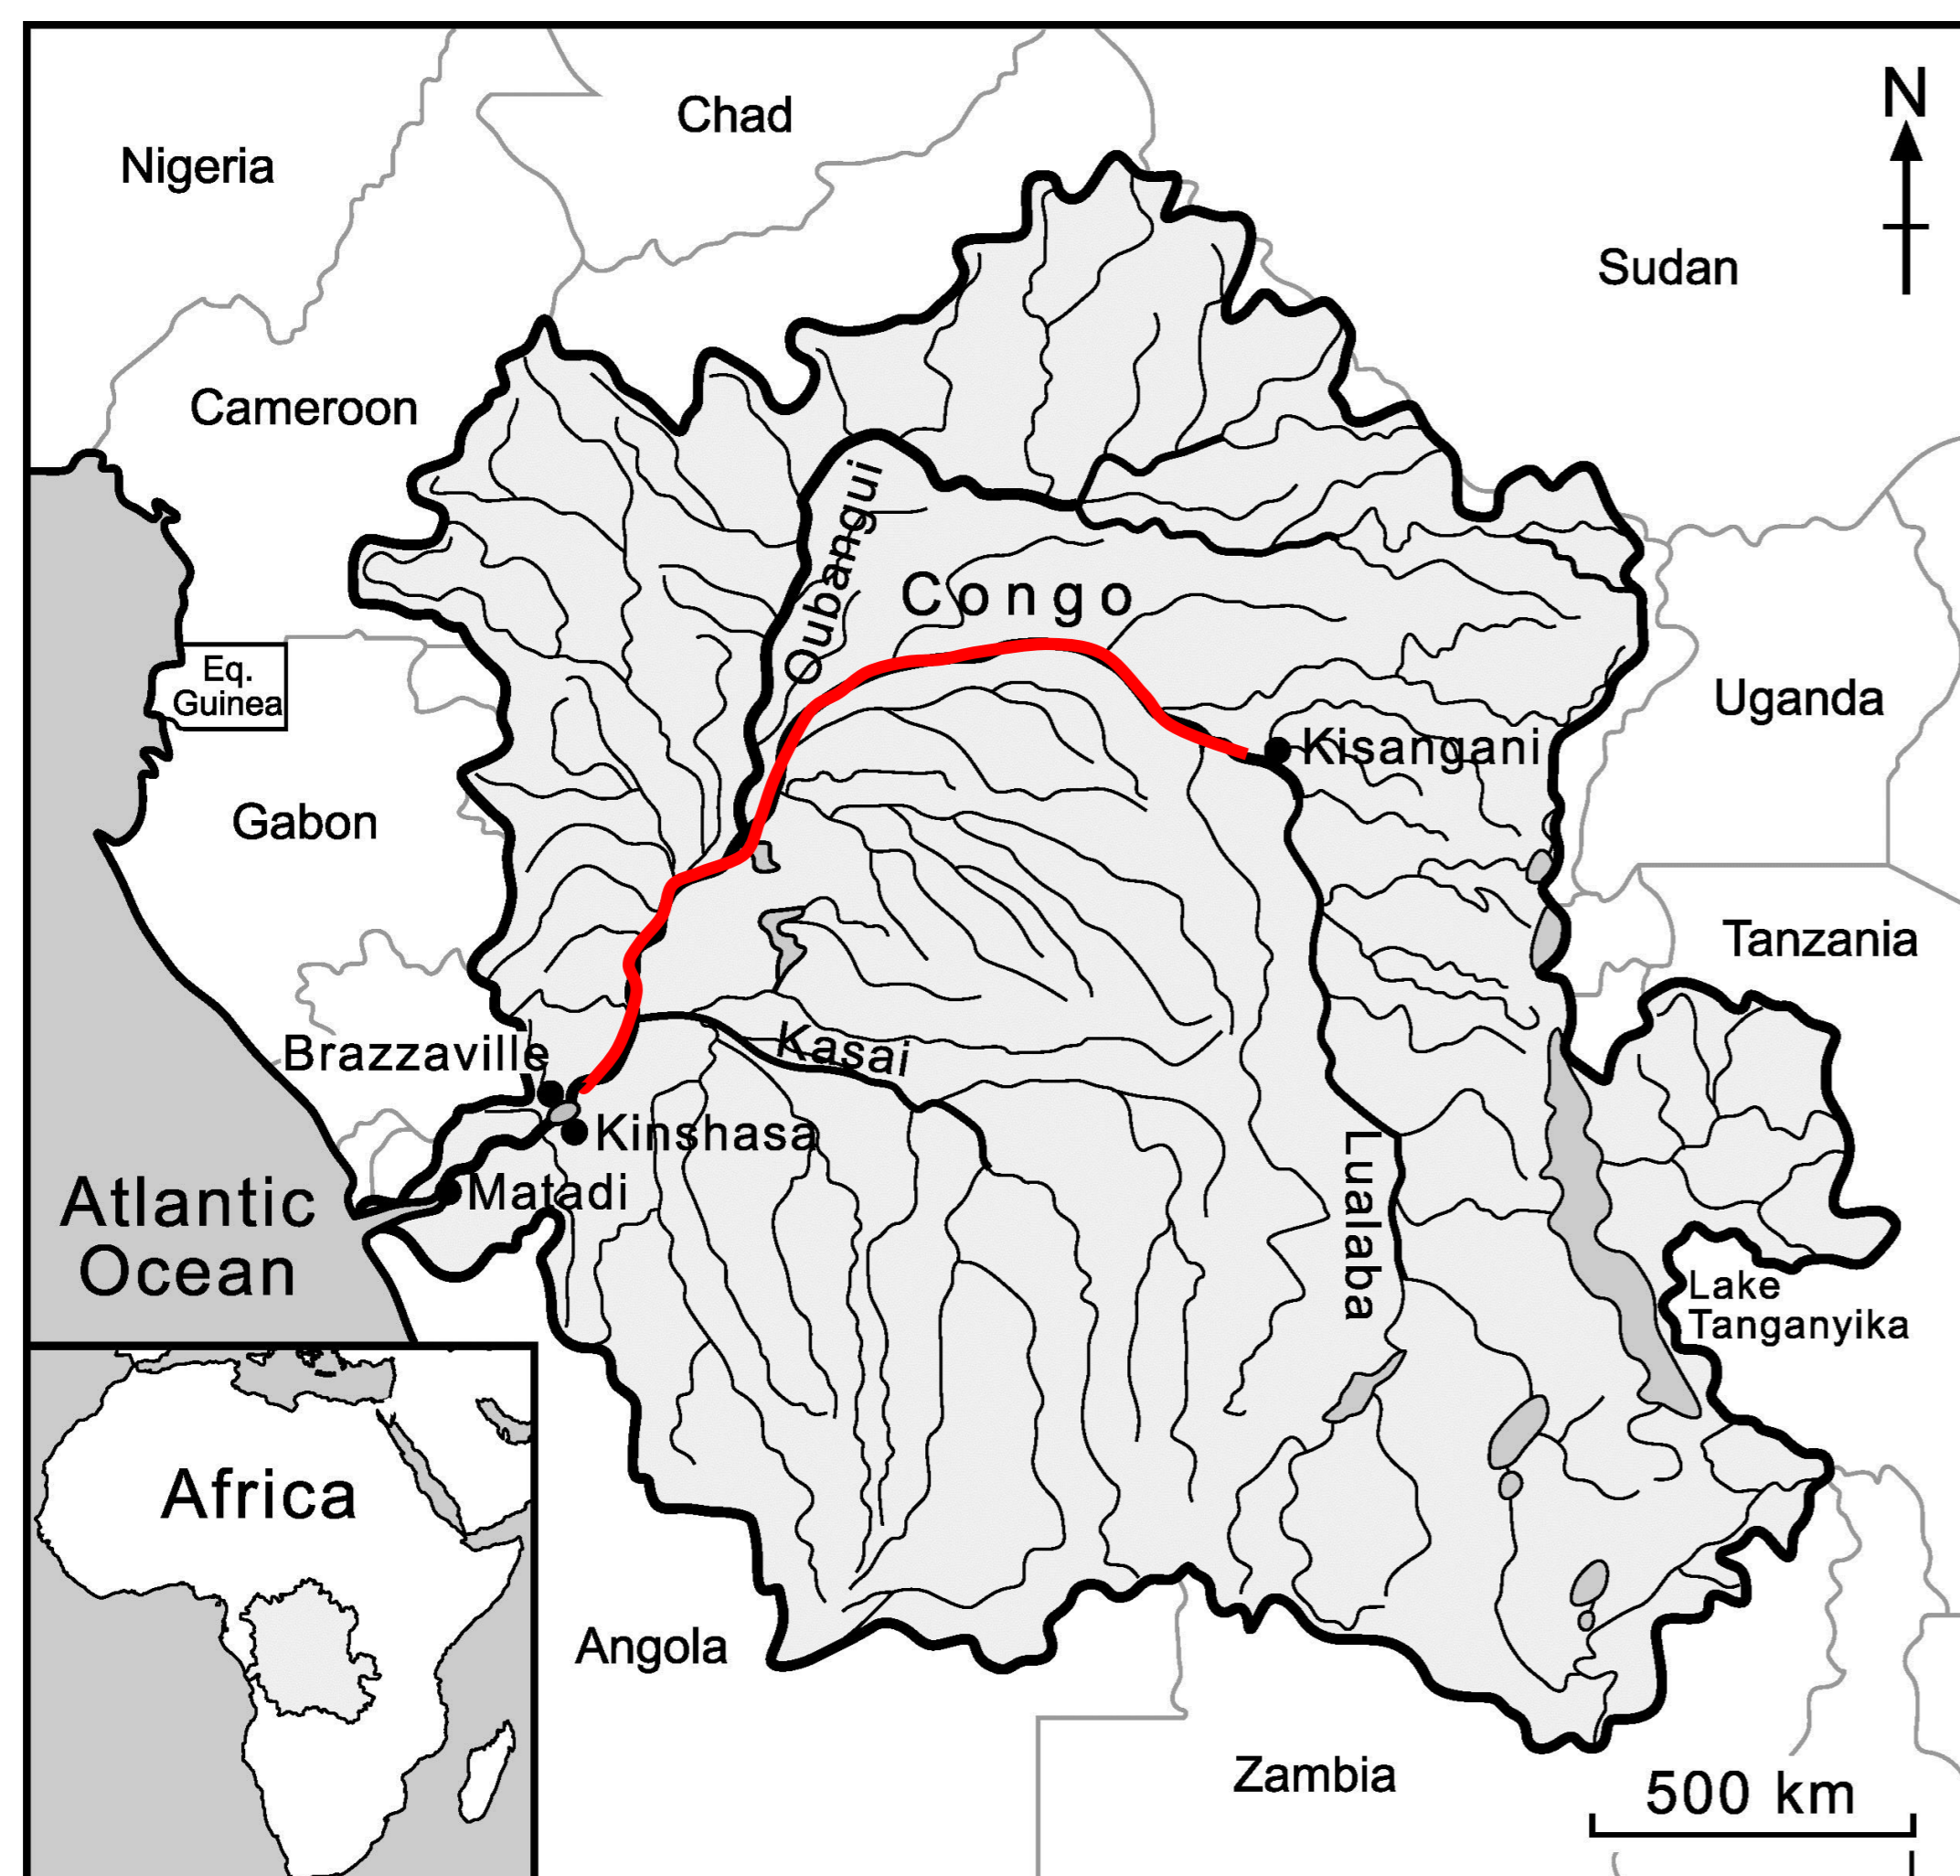 N
Chad
Nigeria
Sudan
Cameroon
Oubangui
Congo
Eq.
Guinea
Uganda
Kisangani
Gabon
Tanzania
Brazzaville
Kasai
Kinshasa
Lualaba
Matadi
Atlantic
Ocean
Lake
Tanganyika
Africa
Angola
Zambia
500 km